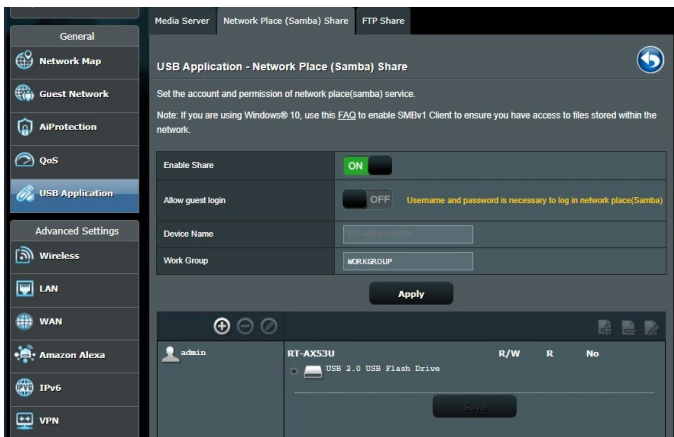 Media Server Network Place (Samba) Share FTP Share
General
Network Map
Guest Network
AiProtection
QoS
USB Application
Advanced Settings
Wireless
LAN
WAN
Amazon Alexa
IPv6
VPN
USB Application - Network Place (Samba) Share
Set the account and permission of network place(samba) service.
Note: If you are using Windows® 10, use this FAQ to enable SMBv1 Client to ensure you have access to files stored within the
network.
Enable Share ON
Allow guest login OFF Username and password is necessary to log in network place(Samba)
Device Name
Work Group WORKGROUP
Apply
admin RT-AX53U R/W R No
USB 2.0 USB Flash Drive
Save